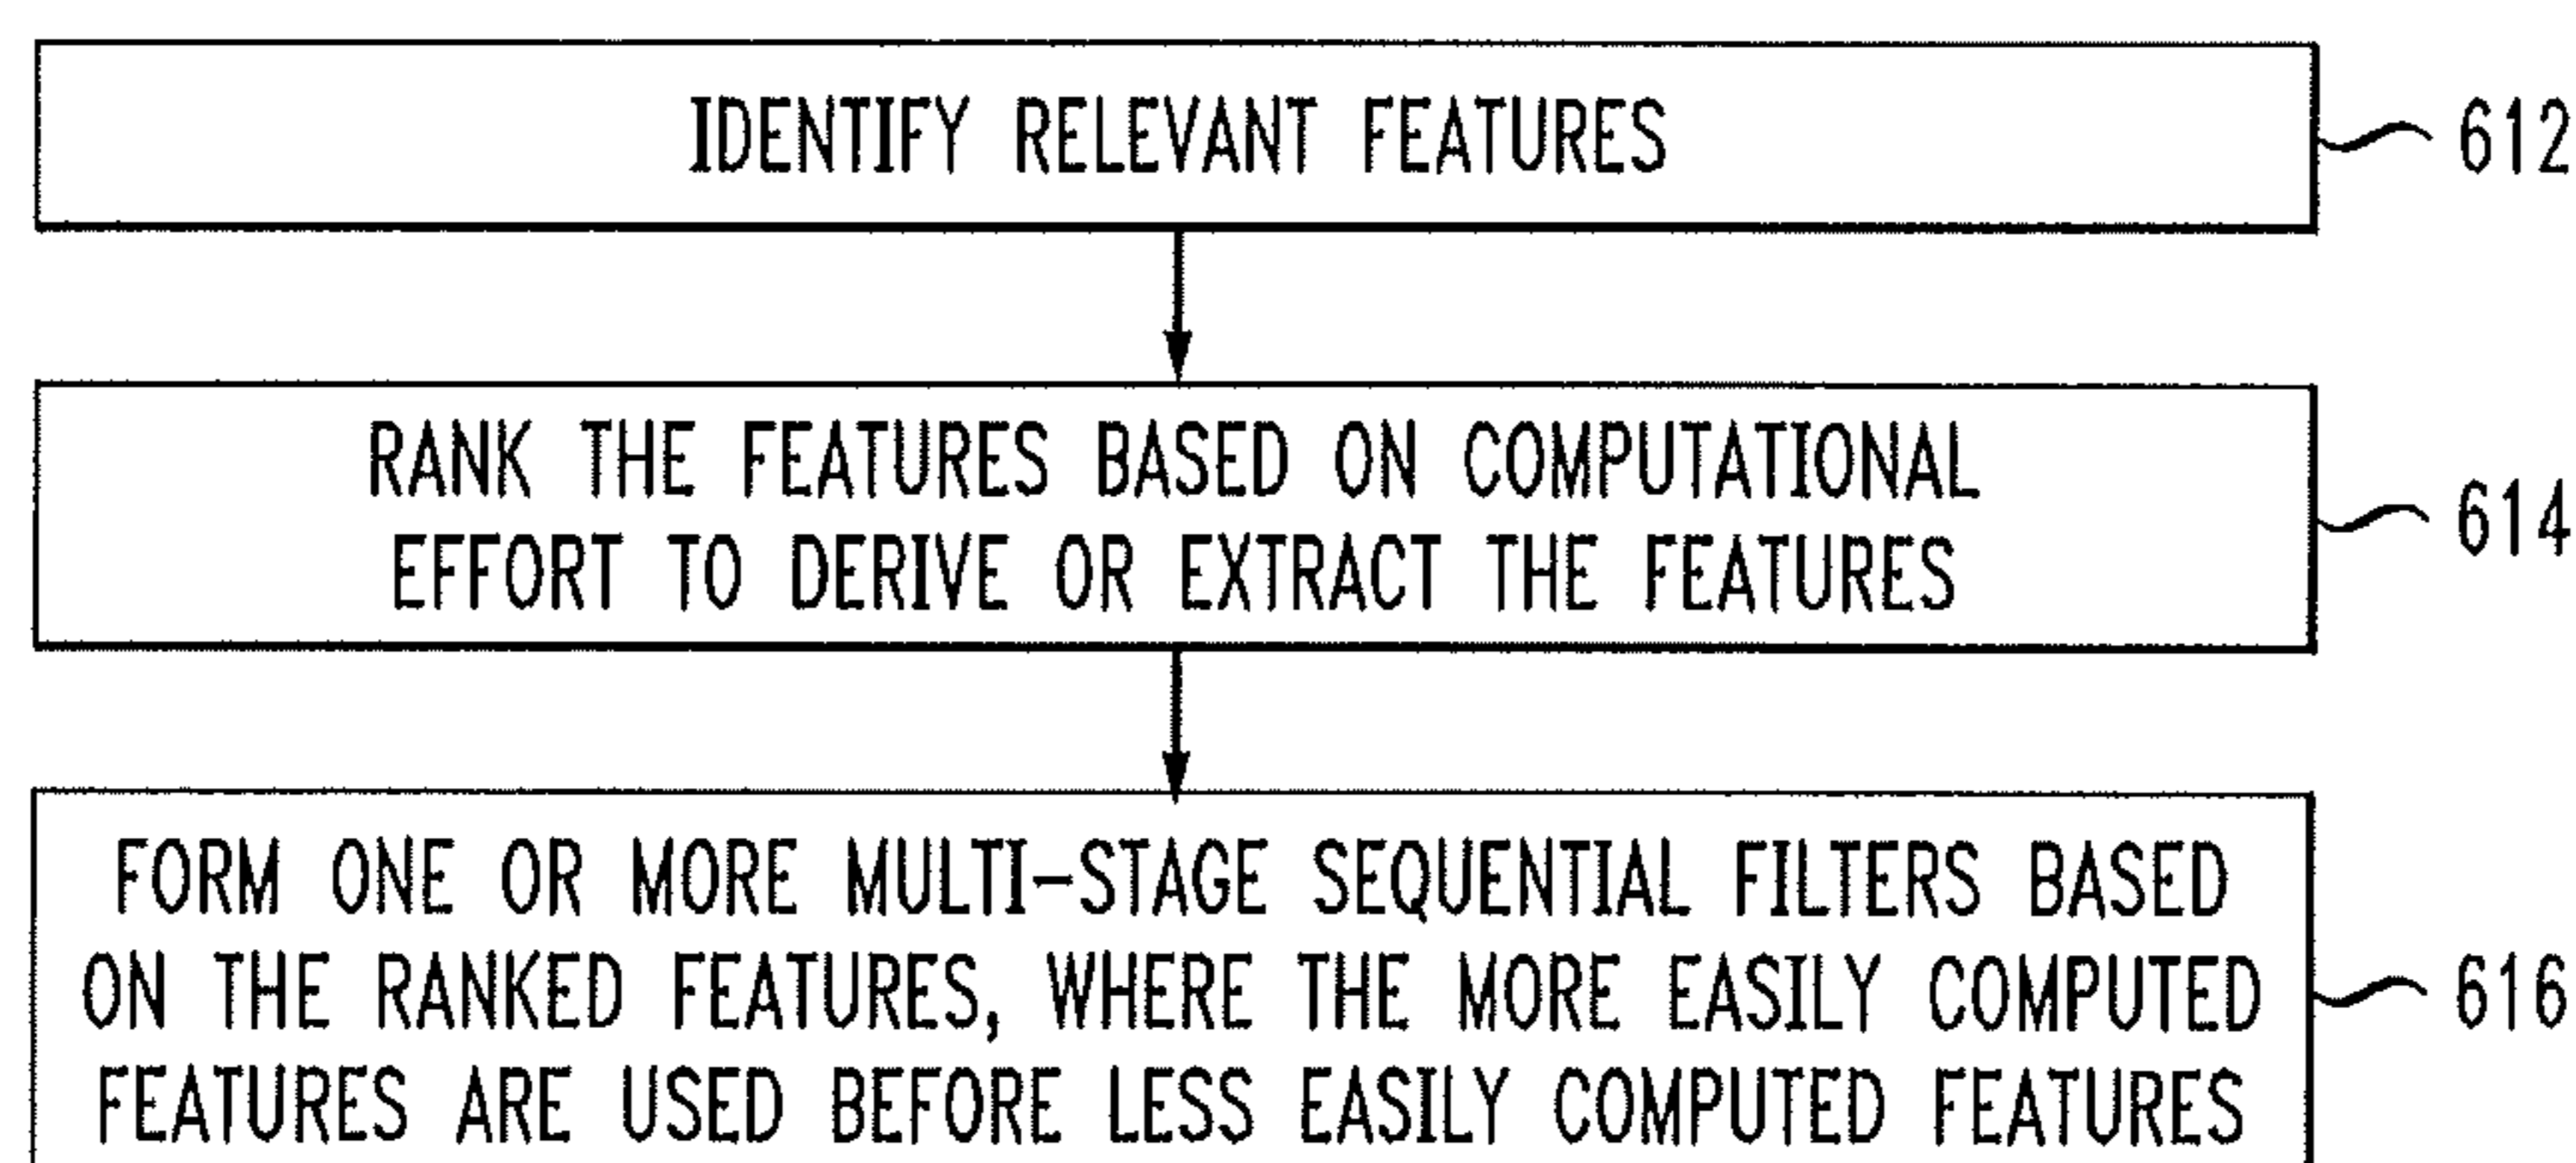 IDENTIFY RELEVANT FEATURES
612
RANK THE FEATURES BASED ON COMPUTATIONAL
EFFORT TO DERIVE OR EXTRACT THE FEATURES
614
FORM ONE OR MORE MULTI-STAGE SEQUENTIAL FILTERS BASED
ON THE RANKED FEATURES, WHERE THE MORE EASILY COMPUTED
FEATURES ARE USED BEFORE LESS EASILY COMPUTED FEATURES
616